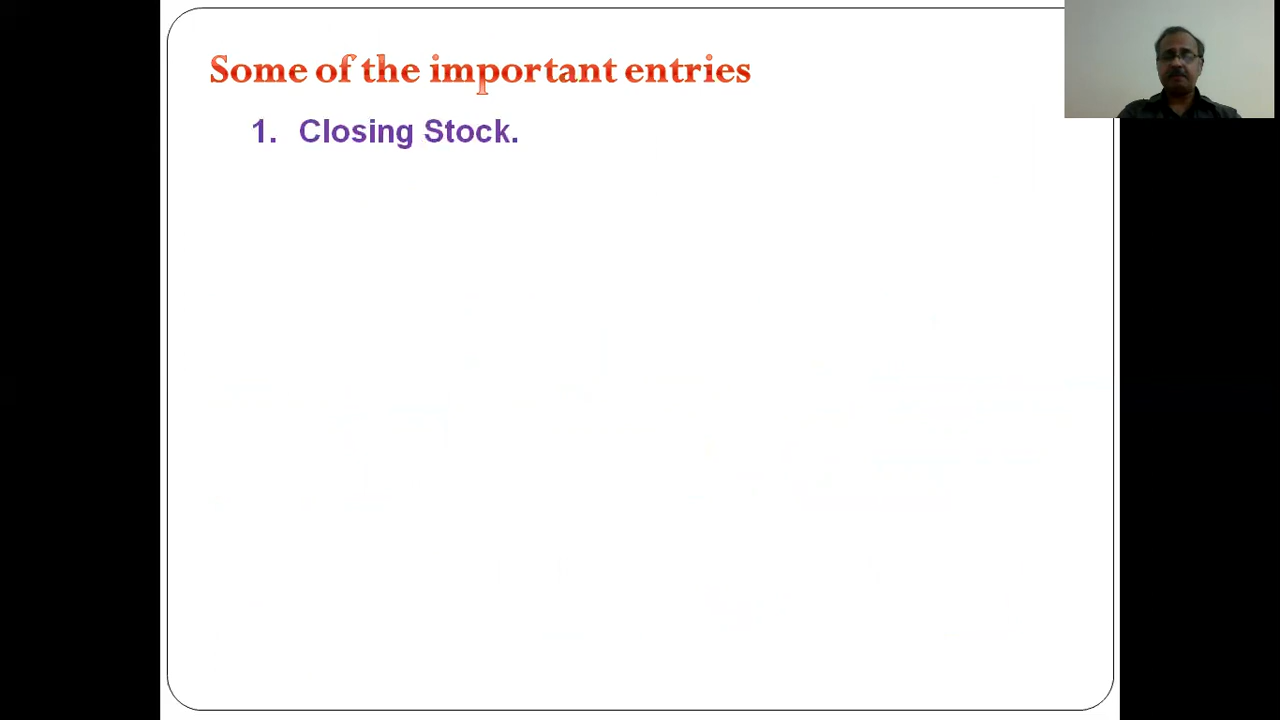 Some of the important entries
1. Closing Stock.